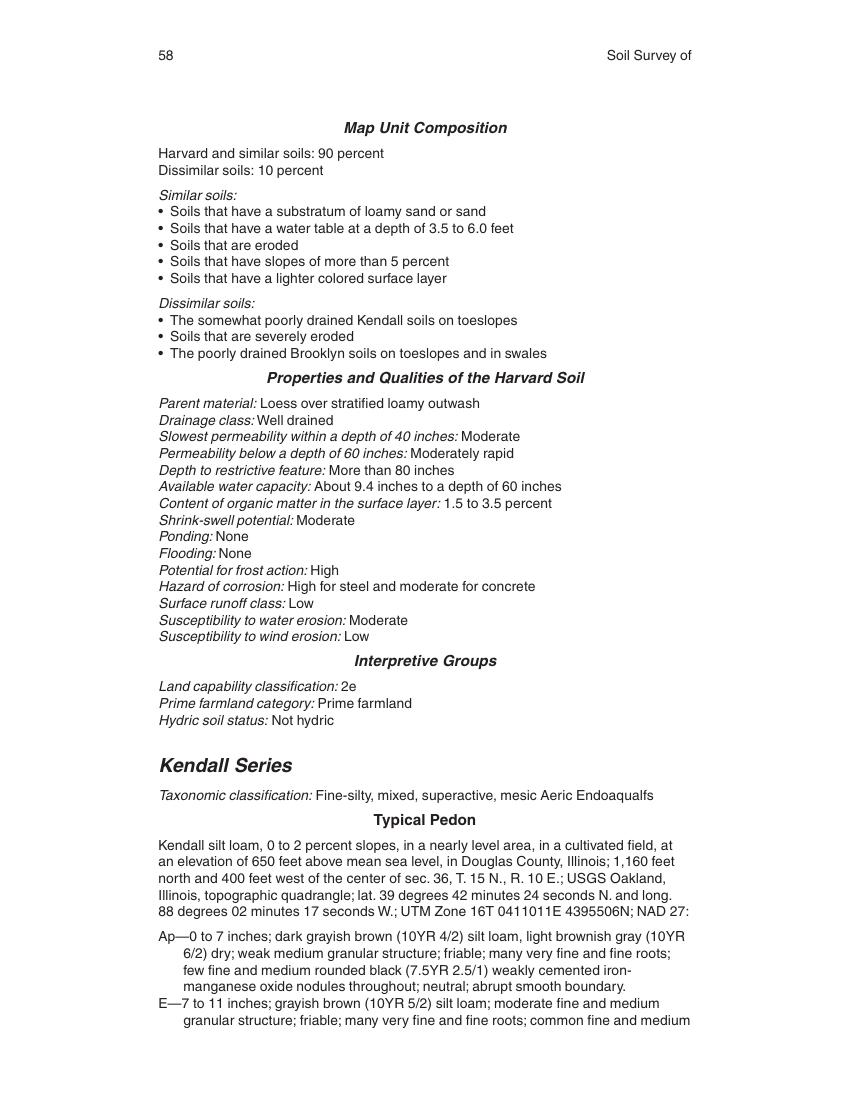 58
Soil Survey of
Map Unit Composition
Harvard and similar soils: 90 percent
Dissimilar soils: 10 percent
Similar soils:
• Soils that have a substratum of loamy sand or sand
• Soils that have a water table at a depth of 3.5 to 6.0 feet
• Soils that are eroded
• Soils that have slopes of more than 5 percent
• Soils that have a lighter colored surface layer
Dissimilar soils:
• The somewhat poorly drained Kendall soils on toeslopes
• Soils that are severely eroded
• The poorly drained Brooklyn soils on toeslopes and in swales
Properties and Qualities of the Harvard Soil
Parent material: Loess over stratified loamy outwash
Drainage class: Well drained
Slowest permeability within a depth of 40 inches: Moderate
Permeability below a depth of 60 inches: Moderately rapid
Depth to restrictive feature: More than 80 inches
Available water capacity: About 9.4 inches to a depth of 60 inches
Content of organic matter in the surface layer: 1.5 to 3.5 percent
Shrink-swell potential: Moderate
Ponding: None
Flooding: None
Potential for frost action: High
Hazard of corrosion: High for steel and moderate for concrete
Surface runoff class: Low
Susceptibility to water erosion: Moderate
Susceptibility to wind erosion: Low
Interpretive Groups
Land capability classification: 2e
Prime farmland category: Prime farmland
Hydric soil status: Not hydric
Kendall Series
Taxonomic classification: Fine-silty, mixed, superactive, mesic Aeric Endoaqualfs
Typical Pedon
Kendall silt loam, 0 to 2 percent slopes, in a nearly level area, in a cultivated field, at
an elevation of 650 feet above mean sea level, in Douglas County, Illinois; 1,160 feet
north and 400 feet west of the center of sec. 36, T. 15 N., R. 10 E.; USGS Oakland,
Illinois, topographic quadrangle; lat. 39 degrees 42 minutes 24 seconds N. and long.
88 degrees 02 minutes 17 seconds W.; UTM Zone 16T 0411011E 4395506N; NAD 27:
Ap—0 to 7 inches; dark grayish brown (10YR 4/2) silt loam, light brownish gray (10YR
6/2) dry; weak medium granular structure; friable; many very fine and fine roots;
few fine and medium rounded black (7.5YR 2.5/1) weakly cemented iron-
manganese oxide nodules throughout; neutral; abrupt smooth boundary.
E—7 to 11 inches; grayish brown (10YR 5/2) silt loam; moderate fine and medium
granular structure; friable; many very fine and fine roots; common fine and medium